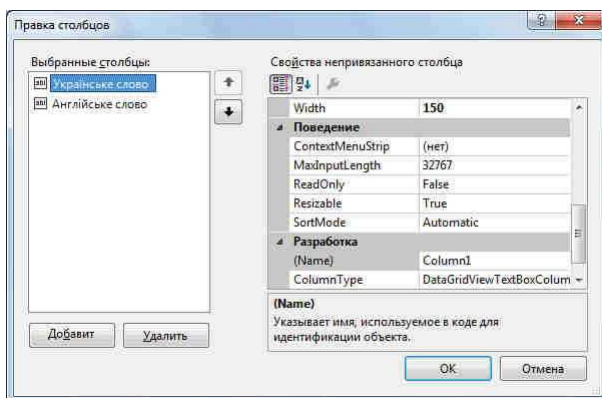 Правка столбцов
Выбранные столбцы:
Українське слово
Англійське слово
Добавит
Удалить
Свойства непривязанного столбца
Width 150
Поведение
ContextMenuStrip (нет)
MaxInputLength 32767
ReadOnly False
Resizable True
SortMode Automatic
Разработка
(Name) Column1
ColumnType DataGridViewTextBoxColum
(Name)
Указывает имя, используемое в коде для
идентификации объекта.
ОК
Отмена